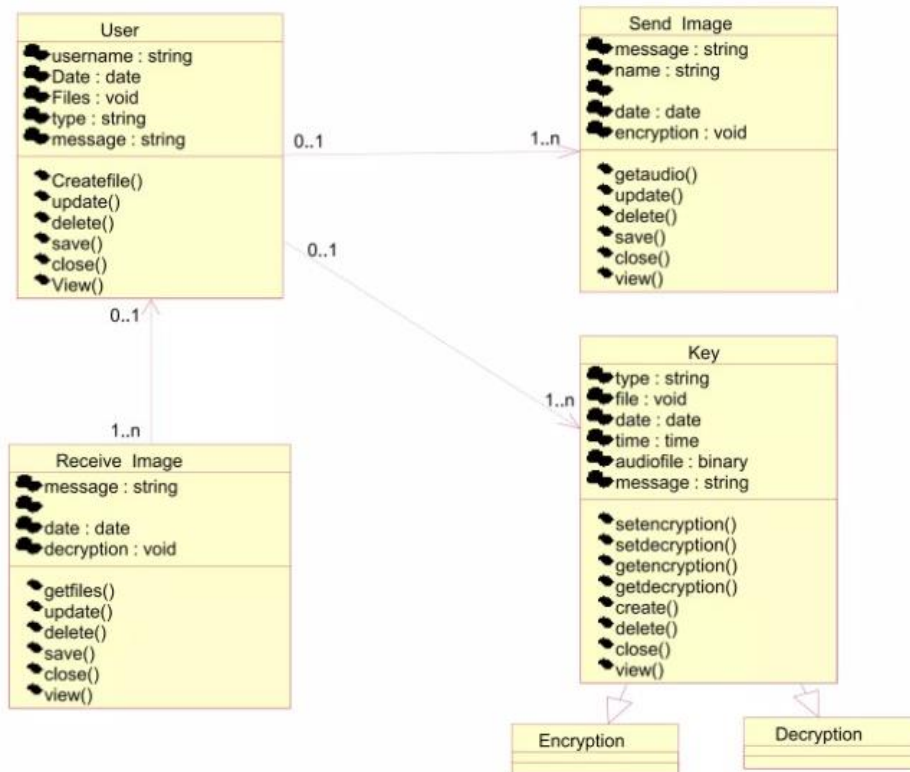 User
username : string
Date : date
Files : void
type : string
message : string
Createfile()
update()
delete()
save()
close()
View()
Send Image
message : string
name : string
date : date
encryption : void
getaudio()
update()
delete()
save()
close()
view()
0..1
1..n
0..1
1..n
0..1
1..n
Receive Image
message : string
date : date
decryption : void
getfiles()
update()
delete()
save()
close()
view()
Key
type : string
file : void
date : date
time : time
audiofile : binary
message : string
setencryption()
setdecryption()
getencryption()
getdecryption()
create()
delete()
close()
view()
Encryption
Decryption